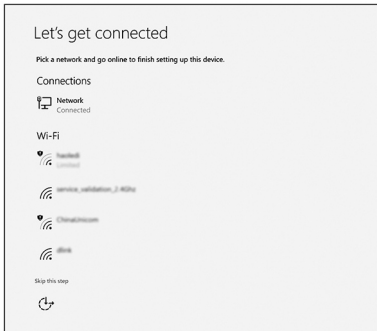 Let's get connected
Pick a network and go online to finish setting up this device.
Connections
Network
Connected
Wi-Fi
Limited
service_validation_2.4Ghz
ChinaUnicom
dlink
Skip this step